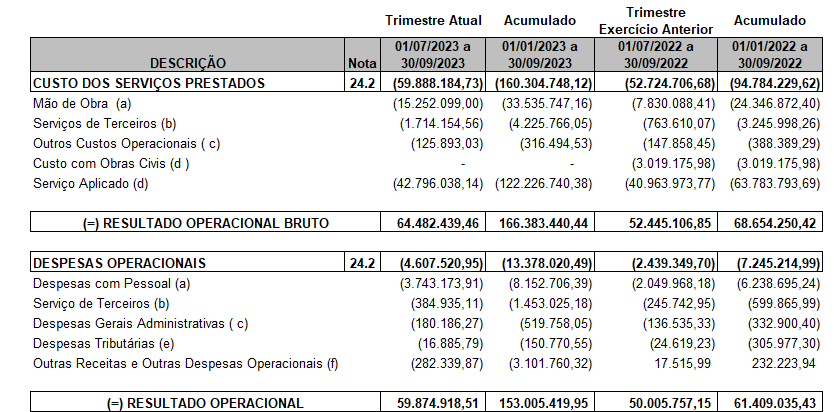 Trimestre Atual Acumulado Trimestre Exercício Anterior Acumulado
DESCRIÇÃO Nota 01/07/2023 a 30/09/2023 01/01/2023 a 30/09/2023 01/07/2022 a 30/09/2022 01/01/2022 a 30/09/2022
CUSTO DOS SERVIÇOS PRESTADOS 24.2 (59.888.184,73) (160.304.748,12) (52.724.706,68) (94.784.229,62)
Mão de Obra (a) (15.252.099,00) (33.535.747,16) (7.830.088,41) (24.346.872,40)
Serviços de Terceiros (b) (1.714.154,56) (4.225.766,05) (763.610,07) (3.245.998,26)
Outros Custos Operacionais ( c) (125.893,03) (316.494,53) (147.858,45) (388.389,29)
Custo com Obras Civis (d ) - - (3.019.175,98) (3.019.175,98)
Serviço Aplicado (d) (42.796.038,14) (122.226.740,38) (40.963.973,77) (63.783.793,69)
(=) RESULTADO OPERACIONAL BRUTO 64.482.439,46 166.383.440,44 52.445.106,85 68.654.250,42
DESPESAS OPERACIONAIS 24.2 (4.607.520,95) (13.378.020,49) (2.439.349,70) (7.245.214,99)
Despesas com Pessoal (a) (3.743.173,91) (8.152.706,39) (2.049.968,18) (6.238.695,24)
Serviço de Terceiros (b) (384.935,11) (1.453.025,18) (245.742,95) (599.865,99)
Despesas Gerais Administrativas ( c) (180.186,27) (519.758,05) (136.535,33) (332.900,40)
Despesas Tributárias (e) (16.885,79) (150.770,55) (24.619,23) (305.977,30)
Outras Receitas e Outras Despesas Operacionais (f) (282.339,87) (3.101.760,32) 17.515,99 232.223,94
(=) RESULTADO OPERACIONAL 59.874.918,51 153.005.419,95 50.005.757,15 61.409.035,43